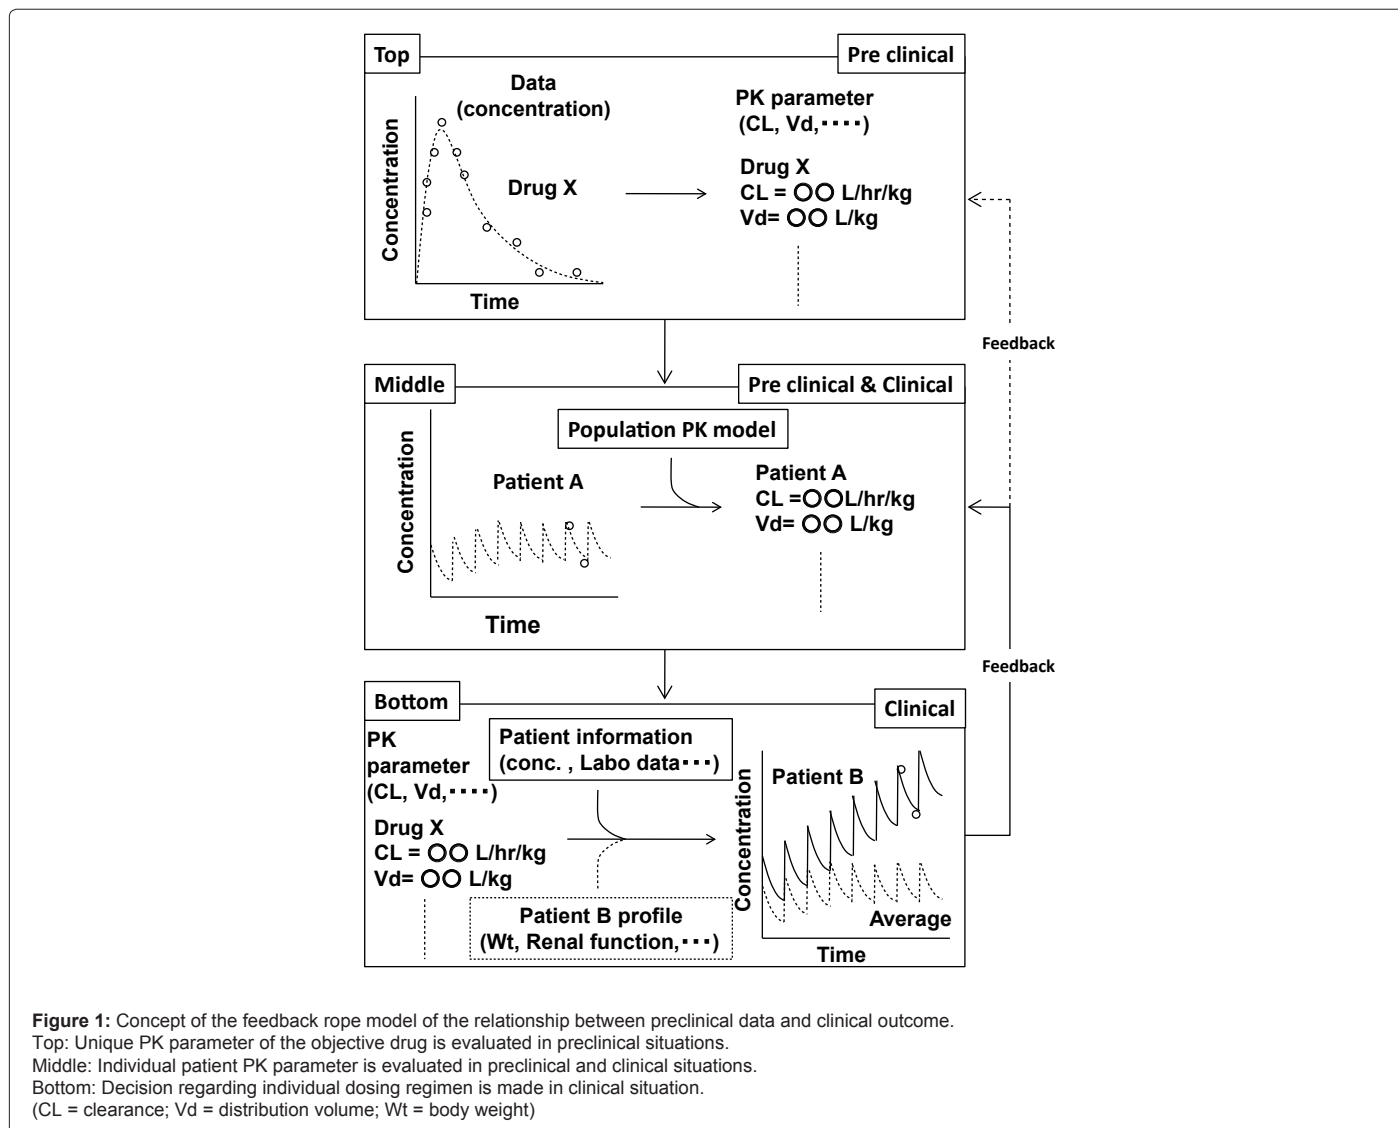 Top
Pre clinical
Data
(concentration)
Concentration
Drug X
Time
PK parameter
(CL, Vd,････)
Drug X
CL = ○○ L/hr/kg
Vd= ○○ L/kg
Feedback
Middle
Pre clinical & Clinical
Population PK model
Concentration
Patient A
Time
Patient A
CL =○○L/hr/kg
Vd= ○○ L/kg
Feedback
Bottom
Clinical
PK
parameter
(CL, Vd,････)
Drug X
CL = ○○ L/hr/kg
Vd= ○○ L/kg
Patient information
(conc. , Labo data･･･)
Patient B profile
(Wt, Renal function,･･･)
Concentration
Patient B
Average
Time
Figure 1: Concept of the feedback rope model of the relationship between preclinical data and clinical outcome.
Top: Unique PK parameter of the objective drug is evaluated in preclinical situations.
Middle: Individual patient PK parameter is evaluated in preclinical and clinical situations.
Bottom: Decision regarding individual dosing regimen is made in clinical situation.
(CL = clearance; Vd = distribution volume; Wt = body weight)